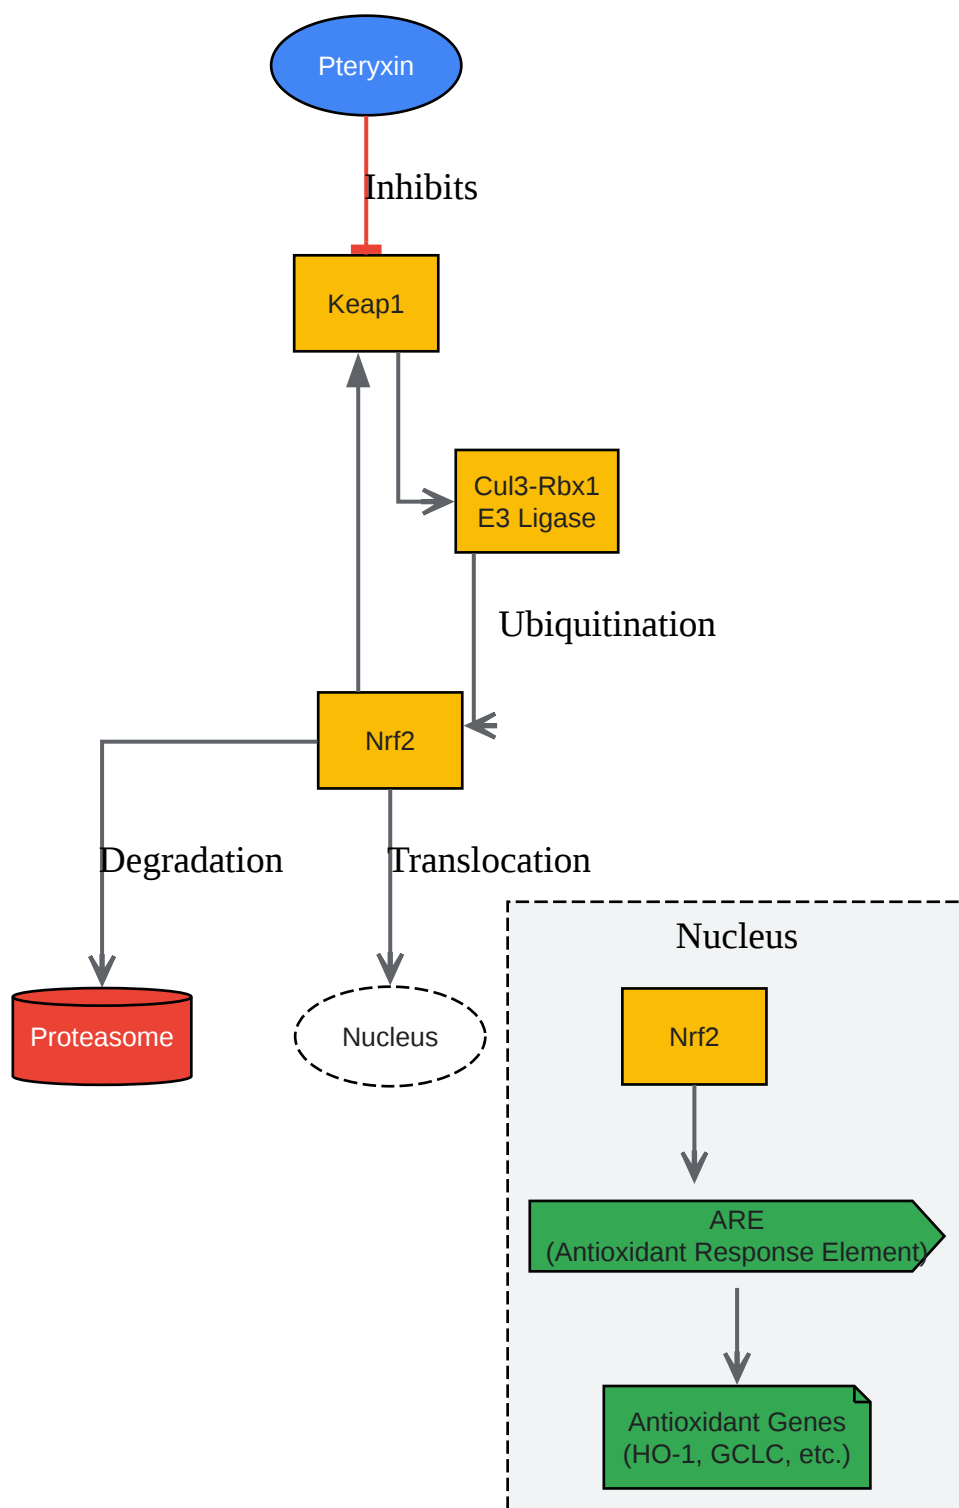 Pteryxin
Inhibits
Keap1
Cul3-Rbx1
E3 Ligase
Ubiquitination
Nrf2
Degradation
Translocation
Nucleus
Proteasome
Nucleus
Nrf2
ARE
(Antioxidant Response Element)
Antioxidant Genes
(HO-1, GCLC, etc.)